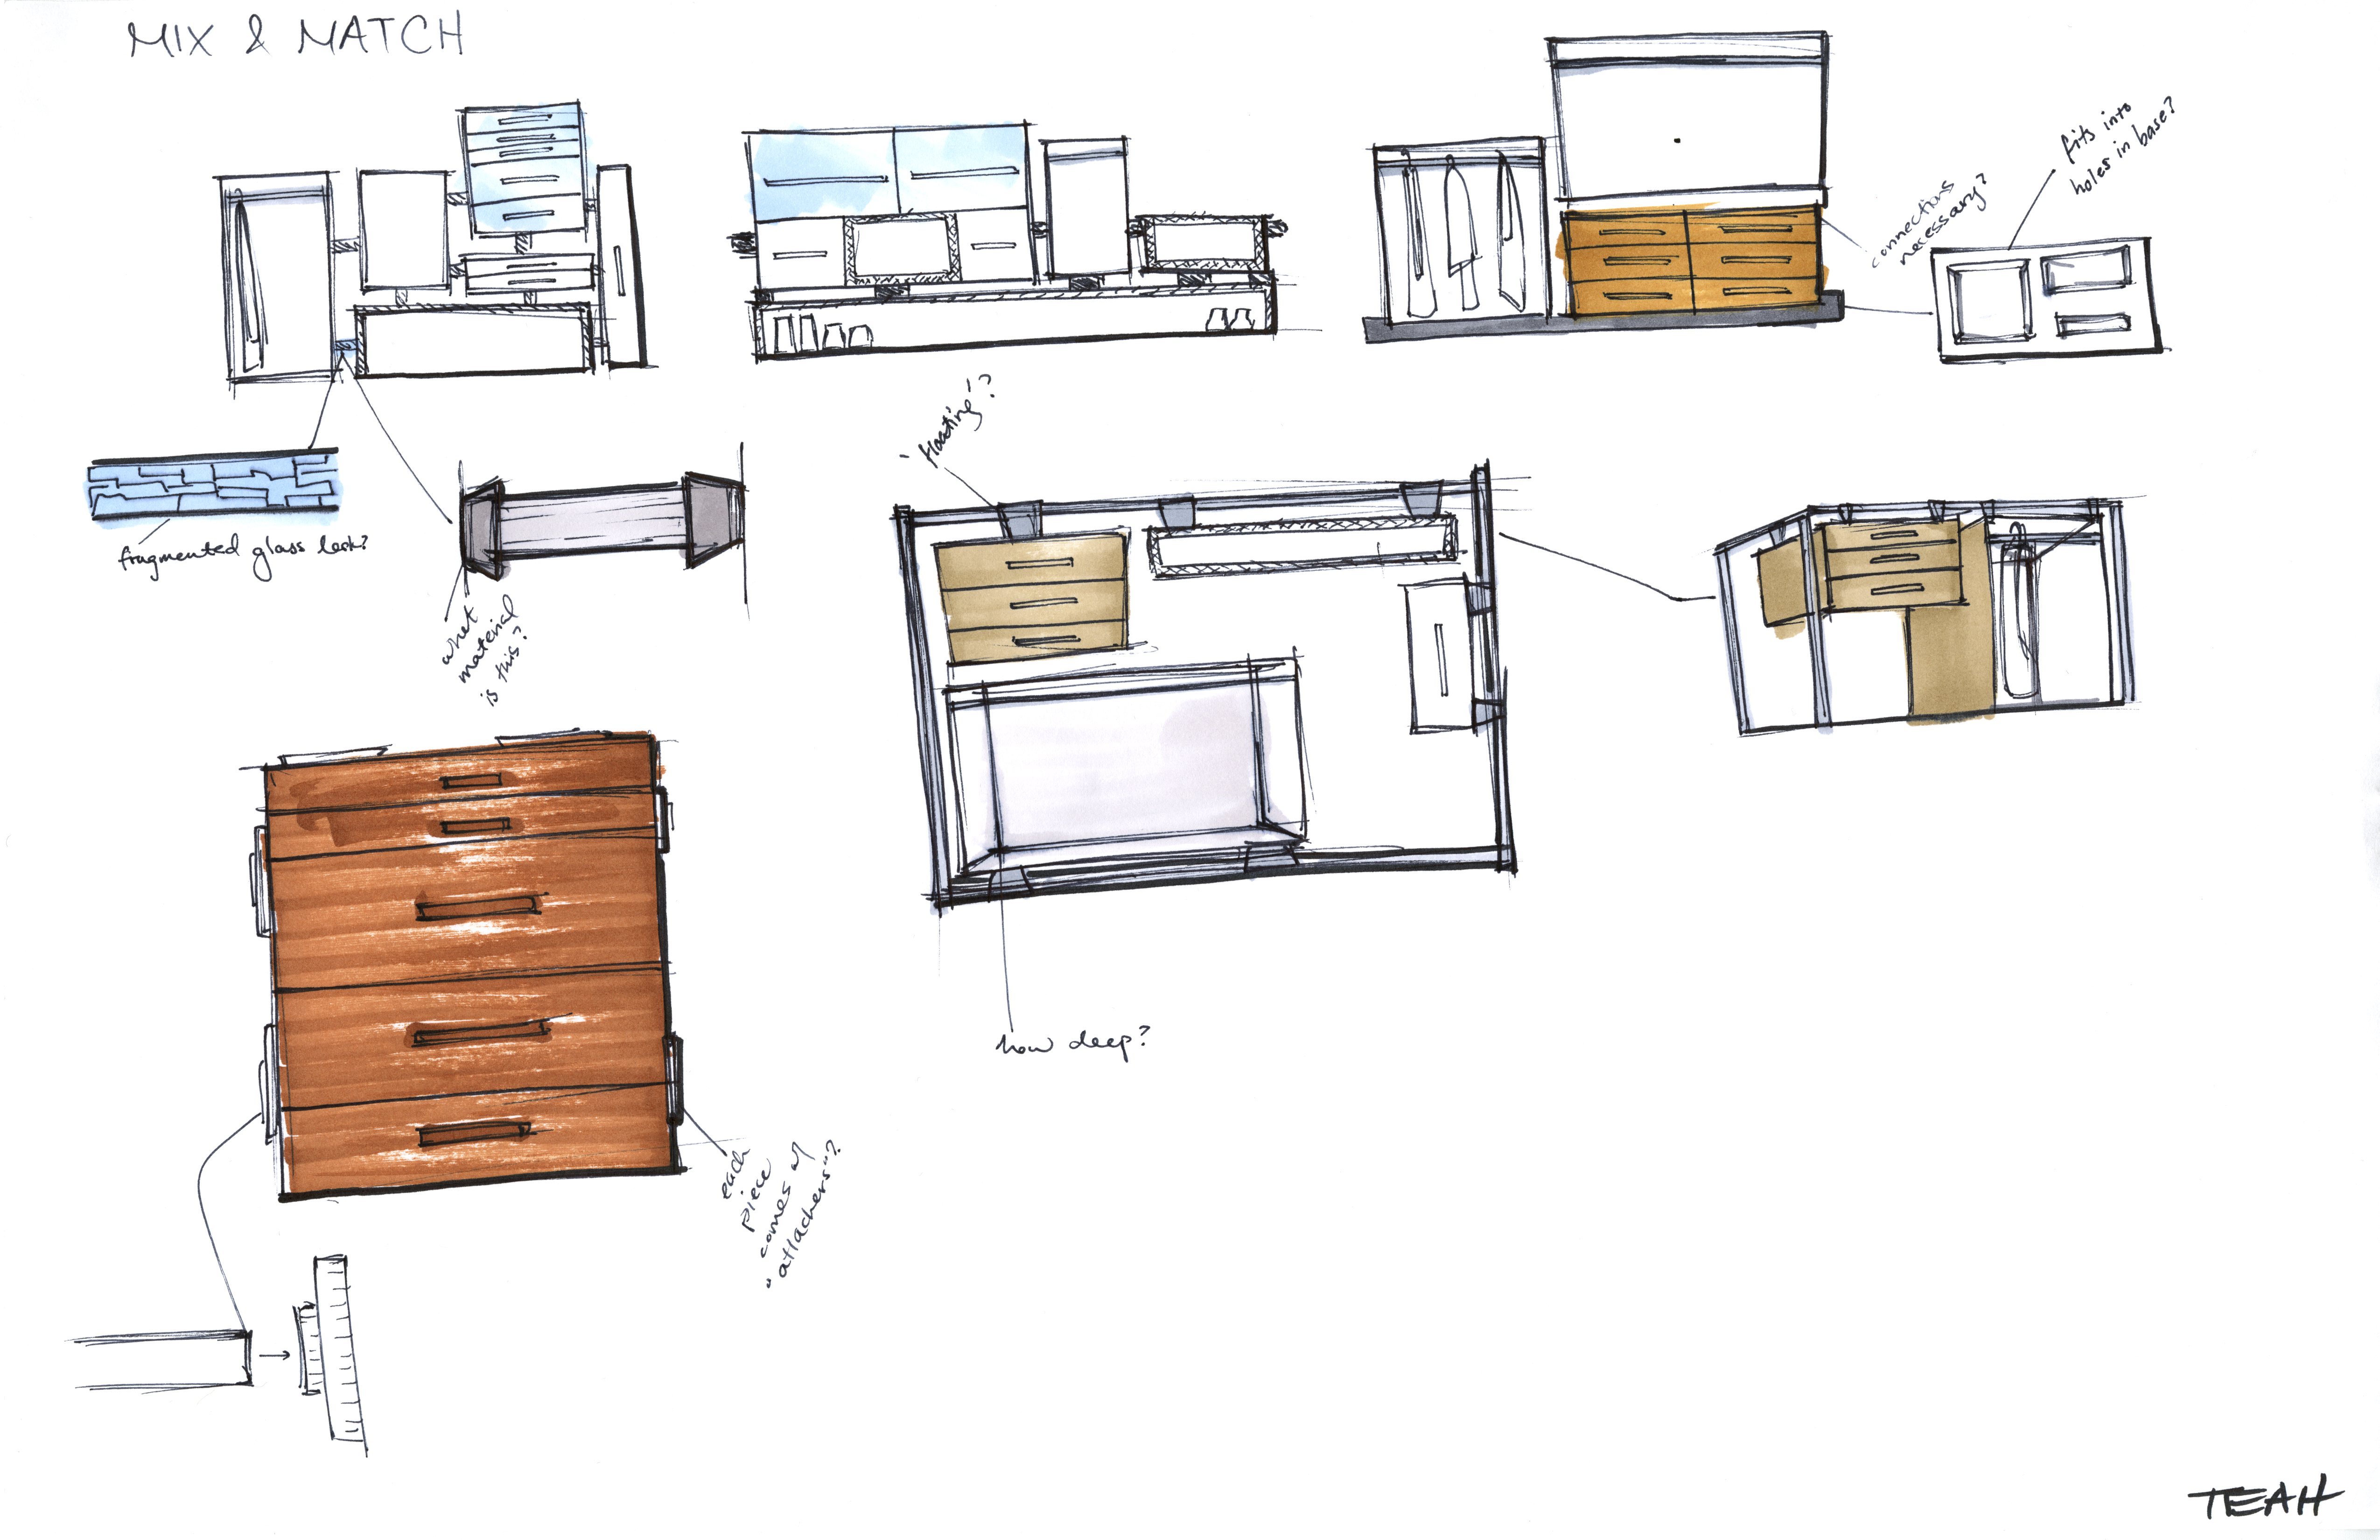 MIX & MATCH
fits into
holes in base?
connections
necessary?
'floating'?
fragmented glass look?
what
material
is this?
how deep?
each
piece
comes w/
"attachers"?
TEAH